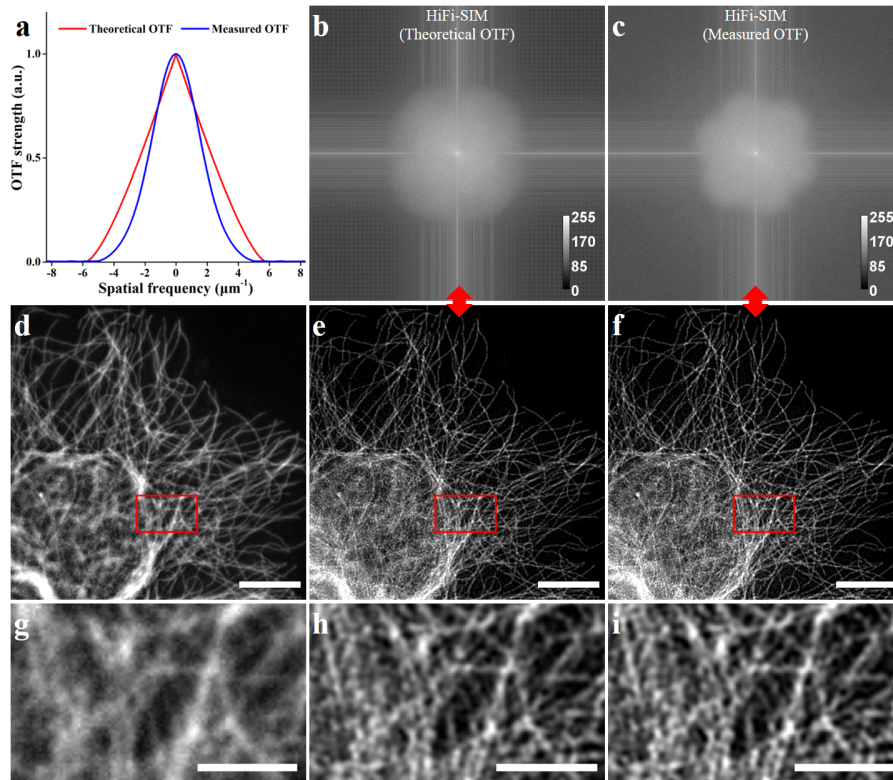 a
Theoretical OTF
Measured OTF
OTF strength (a.u.)
1.0
0.5
0.0
-8 -6 -4 -2 0 2 4 6 8
Spatial frequency (μm⁻¹)
b
HiFi-SIM
(Theoretical OTF)
255
170
85
0
c
HiFi-SIM
(Measured OTF)
255
170
85
0
d
e
f
g
h
i